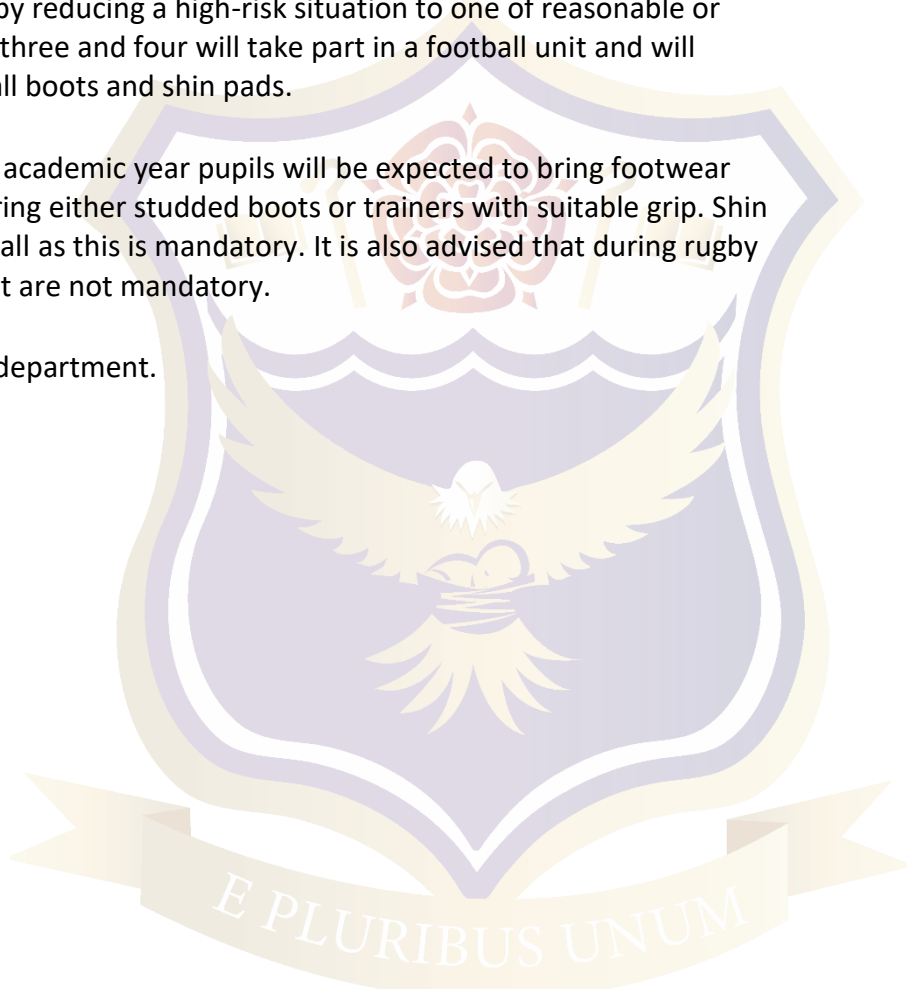 by reducing a high-risk situation to one of reasonable or
three and four will take part in a football unit and will
all boots and shin pads.
academic year pupils will be expected to bring footwear
ring either studded boots or trainers with suitable grip. Shin
all as this is mandatory. It is also advised that during rugby
t are not mandatory.
department.
E PLURIBUS UNUM